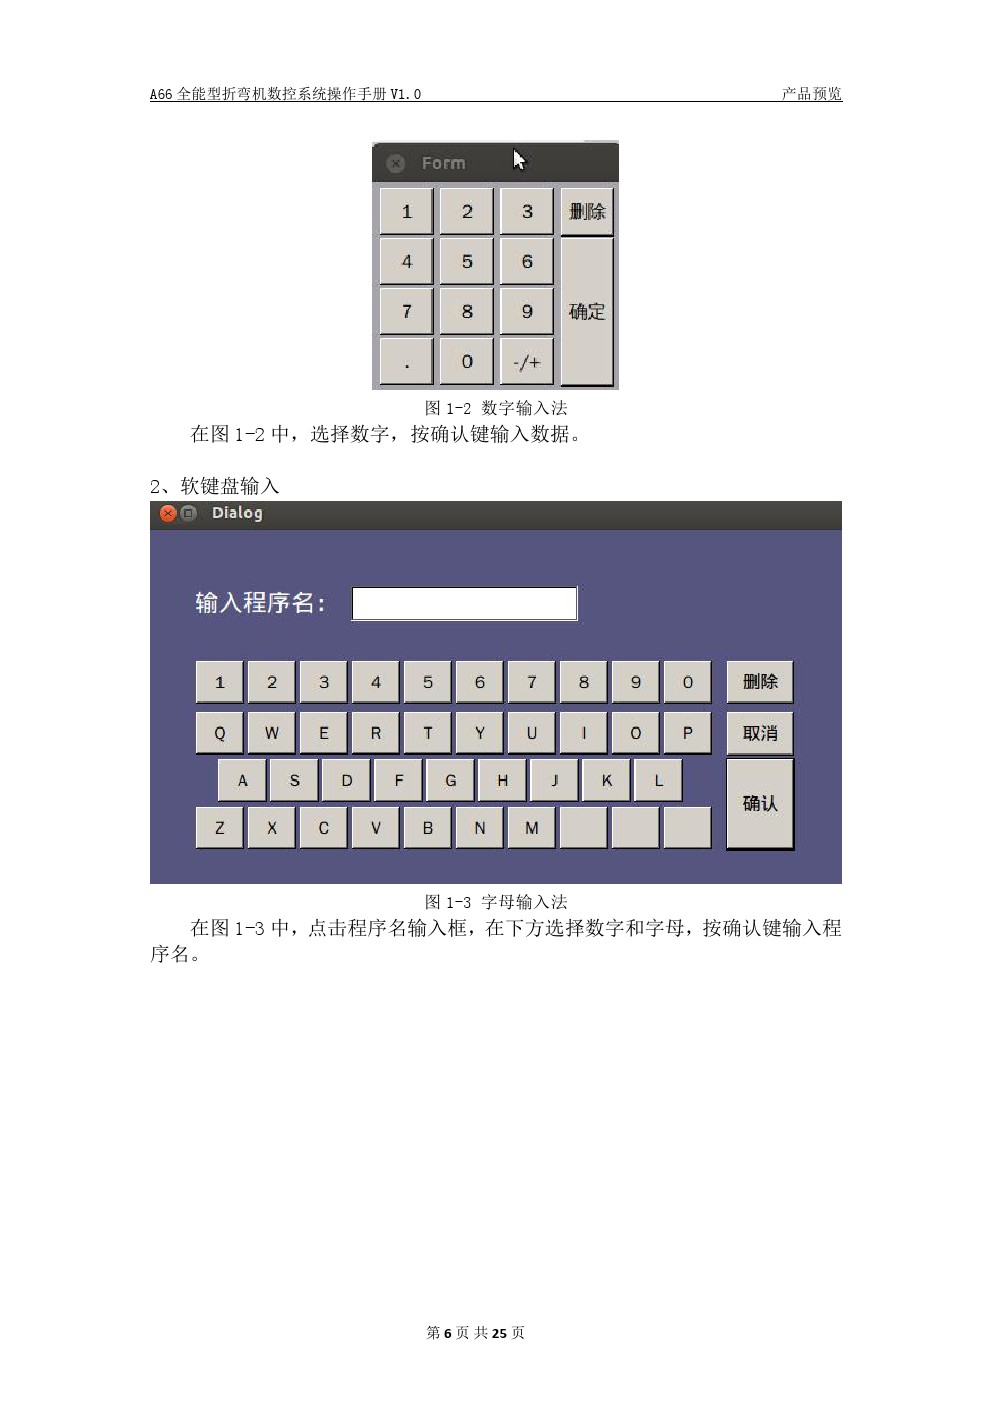 A66 全能型折弯机数控系统操作手册 V1.0 产品预览
Form
1 2 3 删除
4 5 6
7 8 9 确定
. 0 -/+
图 1-2 数字输入法
在图 1-2 中，选择数字，按确认键输入数据。
2、软键盘输入
Dialog
输入程序名:
1 2 3 4 5 6 7 8 9 0 删除
Q W E R T Y U I O P 取消
A S D F G H J K L
确认
Z X C V B N M
图 1-3 字母输入法
在图 1-3 中，点击程序名输入框，在下方选择数字和字母，按确认键输入程
序名。
第 6 页 共 25 页